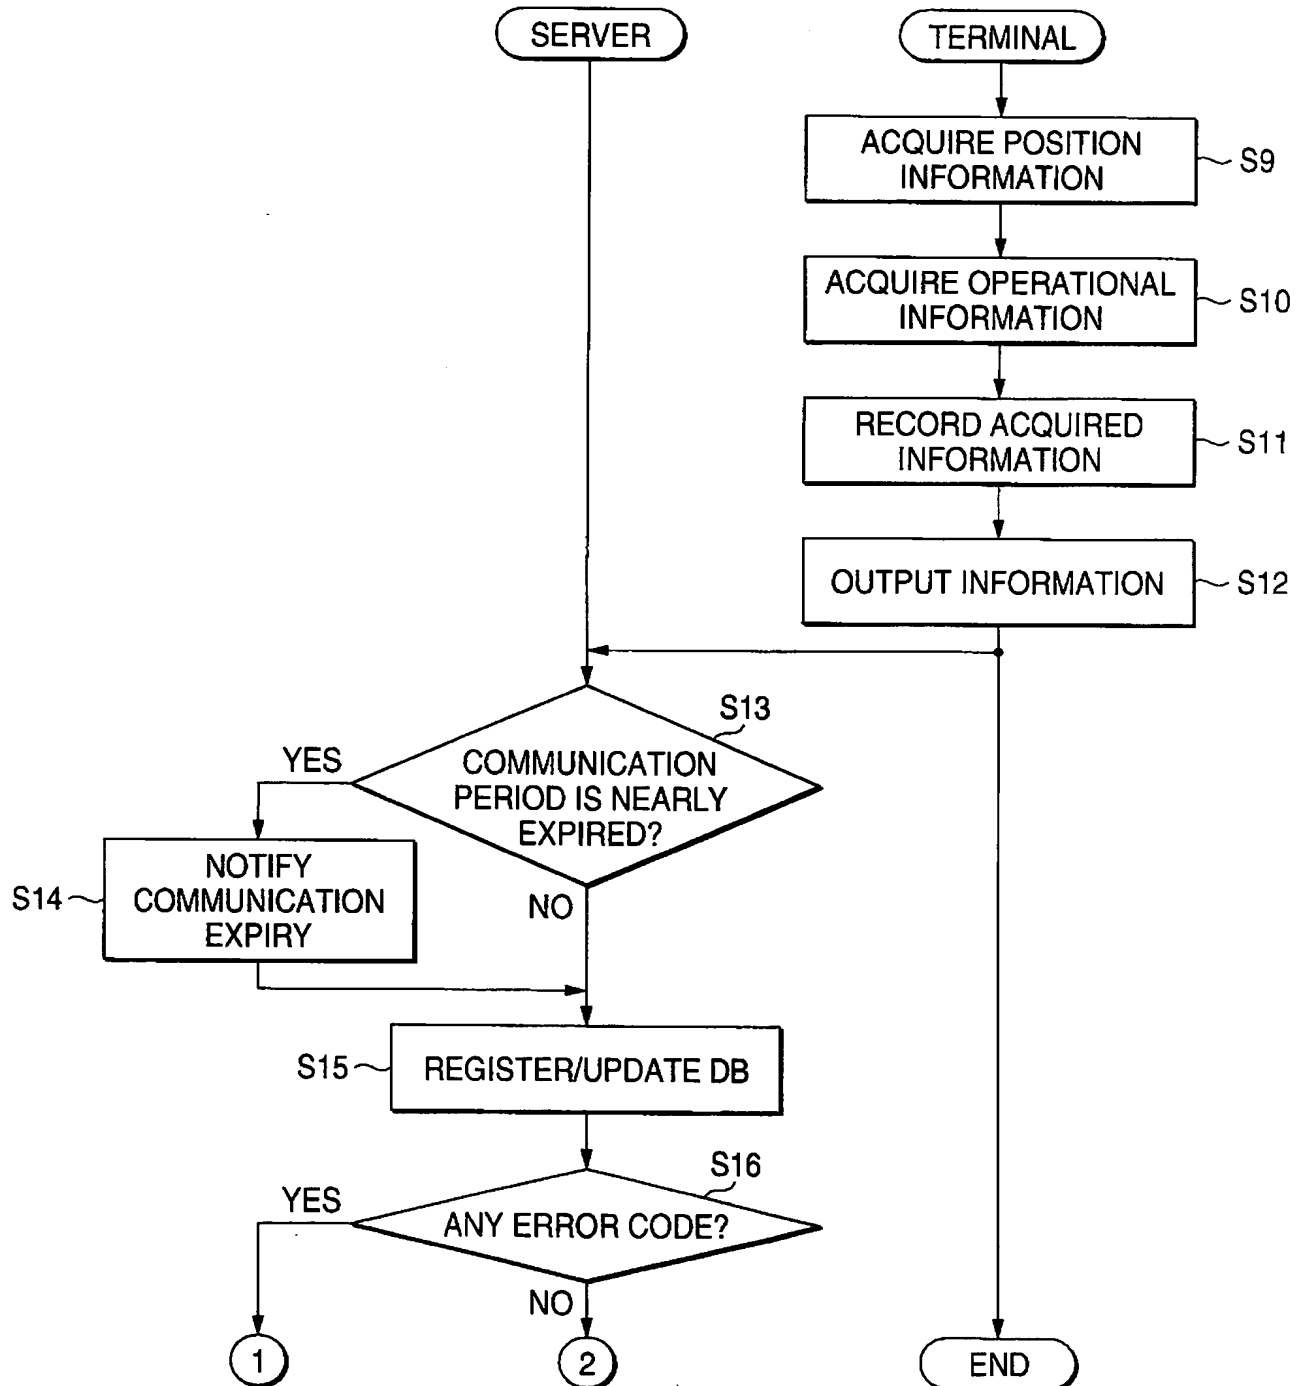 SERVER
TERMINAL
ACQUIRE POSITION
INFORMATION
S9
ACQUIRE OPERATIONAL
INFORMATION
S10
RECORD ACQUIRED
INFORMATION
S11
OUTPUT INFORMATION
S12
S13
COMMUNICATION
PERIOD IS NEARLY
EXPIRED?
YES
NO
S14
NOTIFY
COMMUNICATION
EXPIRY
S15
REGISTER/UPDATE DB
S16
ANY ERROR CODE?
YES
NO
1
2
END